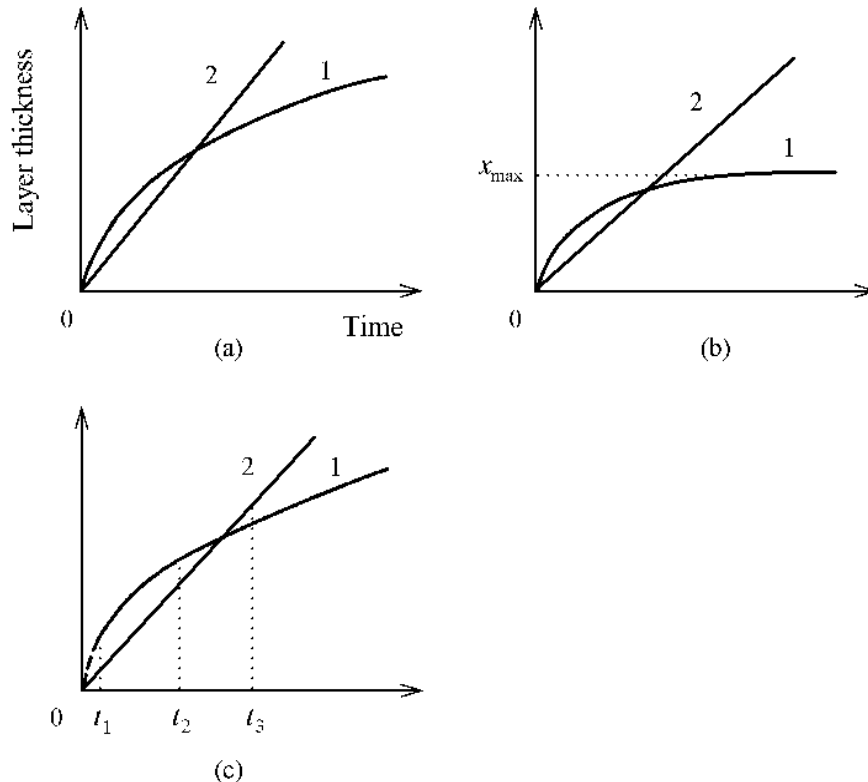 Layer thickness
2
1
0
Time
(a)
x_max
2
1
0
(b)
2
1
0
t_1
t_2
t_3
(c)